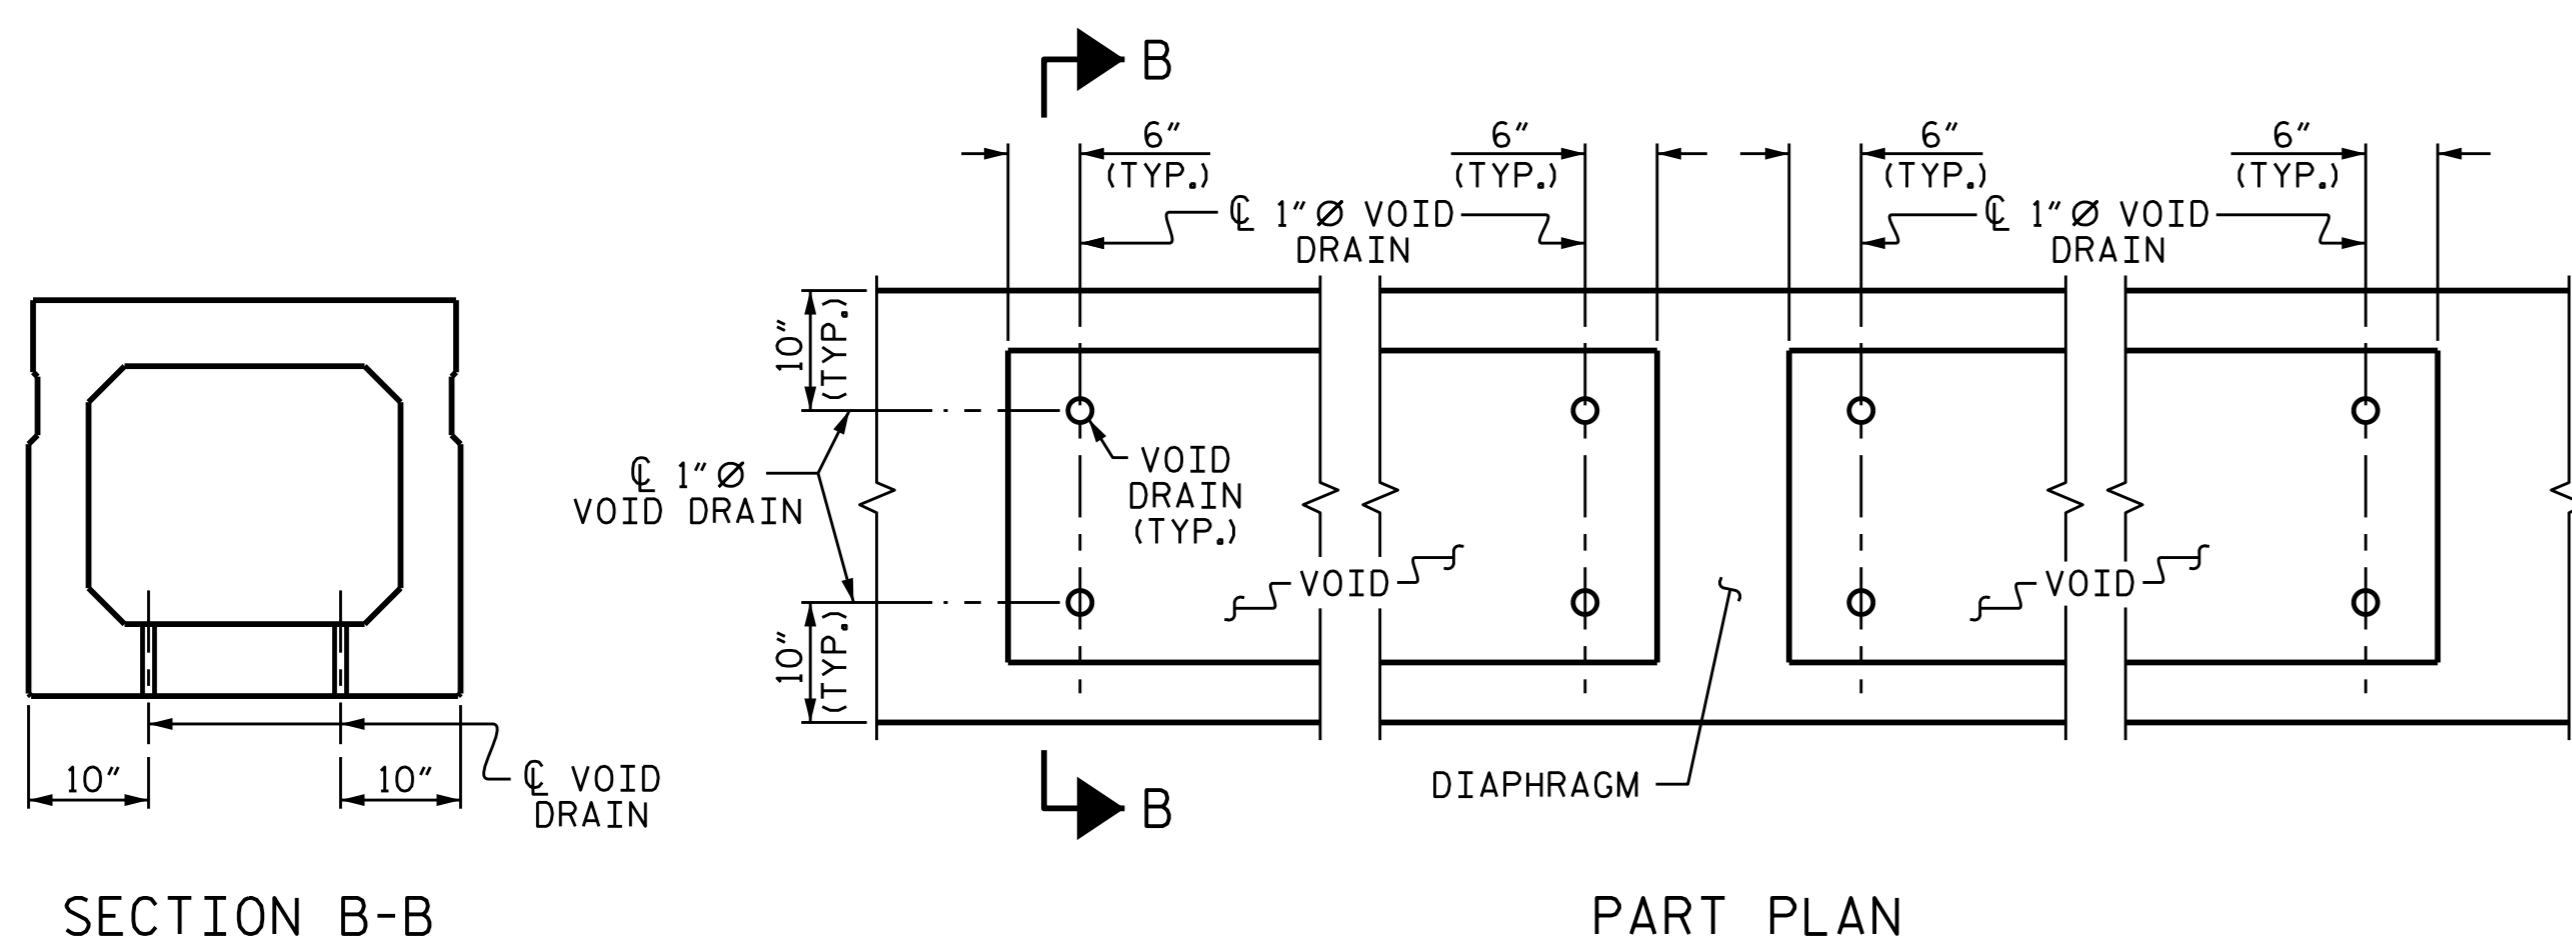 B
6" 6" 6" 6"
(TYP.) (TYP.) (TYP.) (TYP.)
℄ 1"Ø VOID
DRAIN
℄ 1"Ø VOID
DRAIN
10"
(TYP.)
℄ 1"Ø
VOID DRAIN
VOID
DRAIN
(TYP.)
VOID
VOID
10"
(TYP.)
DIAPHRAGM
B
10" 10"
℄ VOID
DRAIN
SECTION B-B
PART PLAN